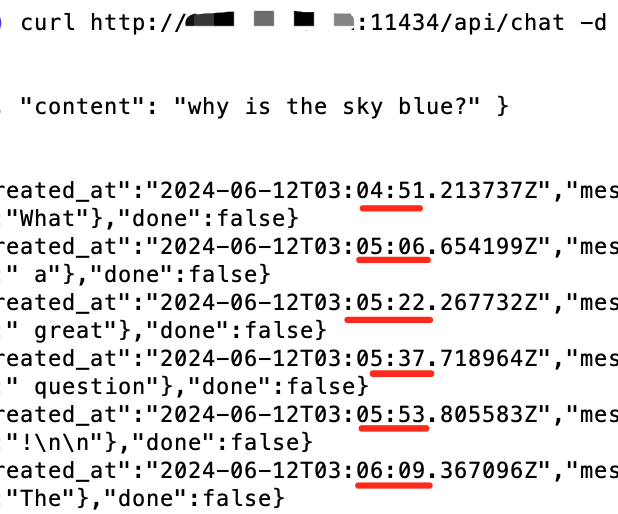 curl http://:11434/api/chat -d
"content": "why is the sky blue?" }
reated_at":"2024-06-12T03:04:51.213737Z","mes
:"What"},"done":false}
reated_at":"2024-06-12T03:05:06.654199Z","mes
:" a"},"done":false}
reated_at":"2024-06-12T03:05:22.267732Z","mes
:" great"},"done":false}
reated_at":"2024-06-12T03:05:37.718964Z","mes
:" question"},"done":false}
reated_at":"2024-06-12T03:05:53.805583Z","mes
:"!\n\n"},"done":false}
reated_at":"2024-06-12T03:06:09.367096Z","mes
:"The"},"done":false}